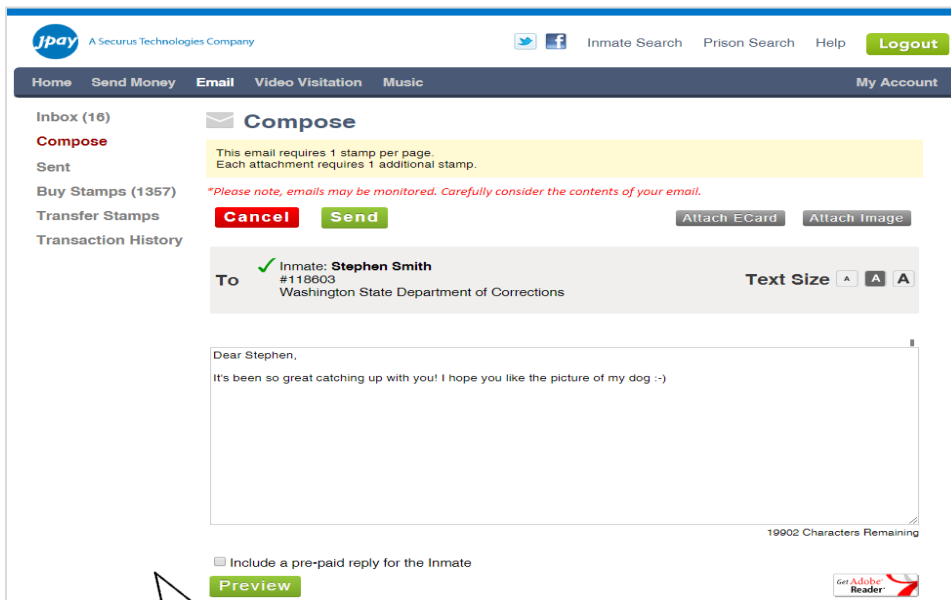 JPay A Securus Technologies Company
Inmate Search Prison Search Help Logout
Home Send Money Email Video Visitation Music My Account
Inbox (16)
Compose
Sent
Buy Stamps (1357)
Transfer Stamps
Transaction History
Compose
This email requires 1 stamp per page.
Each attachment requires 1 additional stamp.
*Please note, emails may be monitored. Carefully consider the contents of your email.
Cancel Send Attach ECard Attach Image
To
Inmate: Stephen Smith
#118603
Washington State Department of Corrections
Text Size A A A
Dear Stephen,
It's been so great catching up with you! I hope you like the picture of my dog :-)
19902 Characters Remaining
Include a pre-paid reply for the Inmate
Preview
Get Adobe
Reader